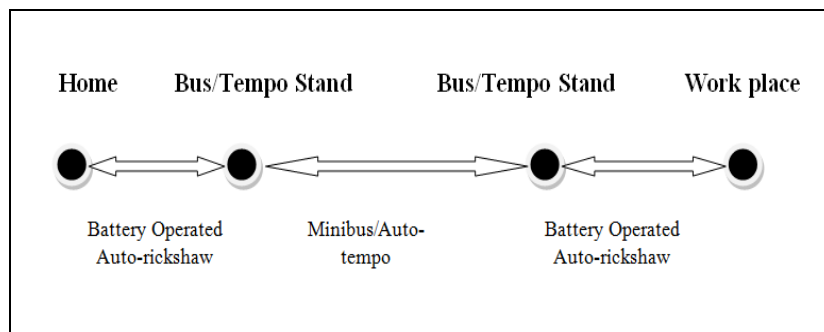 Home Bus/Tempo Stand Bus/Tempo Stand Work place
Battery Operated Minibus/Auto- Battery Operated
Auto-rickshaw tempo Auto-rickshaw